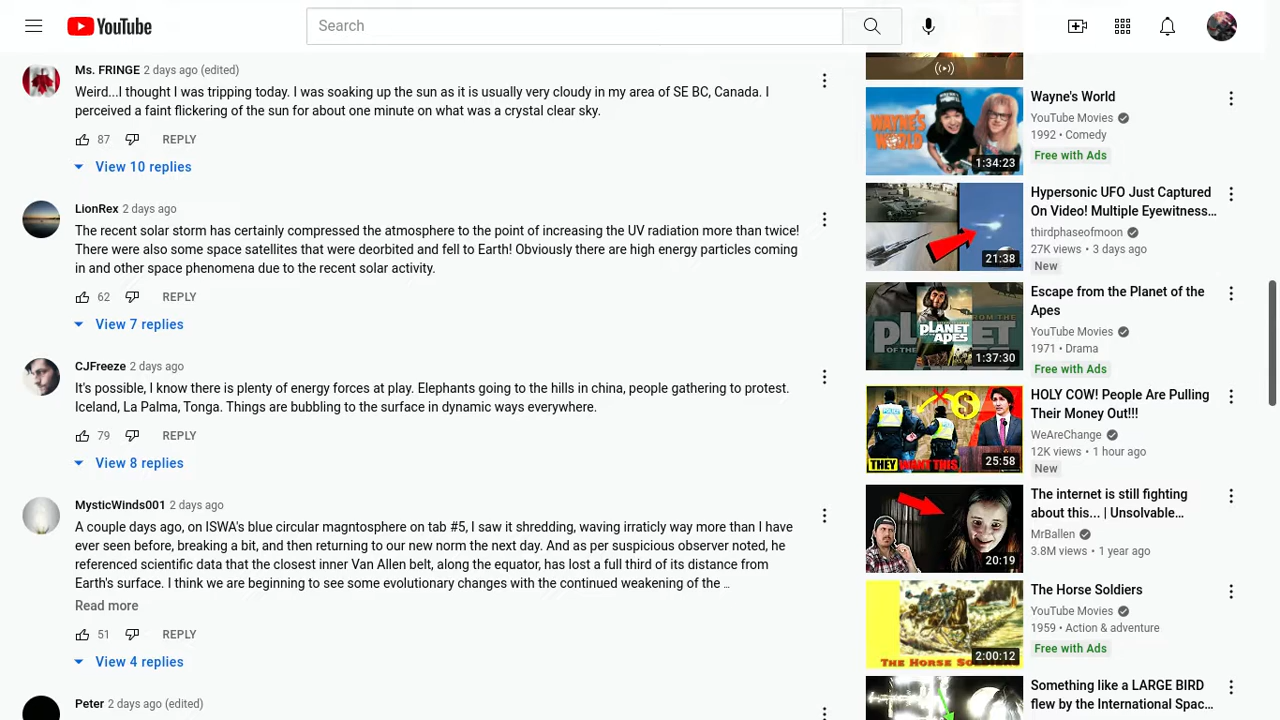 YouTube
Search
Ms. FRINGE 2 days ago (edited)
Weird...I thought I was tripping today. I was soaking up the sun as it is usually very cloudy in my area of SE BC, Canada. I
perceived a faint flickering of the sun for about one minute on what was a crystal clear sky.
87 REPLY
View 10 replies
LionRex 2 days ago
The recent solar storm has certainly compressed the atmosphere to the point of increasing the UV radiation more than twice!
There were also some space satellites that were deorbited and fell to Earth! Obviously there are high energy particles coming
in and other space phenomena due to the recent solar activity.
62 REPLY
View 7 replies
CJFreeze 2 days ago
It's possible, I know there is plenty of energy forces at play. Elephants going to the hills in china, people gathering to protest.
Iceland, La Palma, Tonga. Things are bubbling to the surface in dynamic ways everywhere.
79 REPLY
View 8 replies
MysticWinds001 2 days ago
A couple days ago, on ISWA's blue circular magntosphere on tab #5, I saw it shredding, waving irraticly way more than I have
ever seen before, breaking a bit, and then returning to our new norm the next day. And as per suspicious observer noted, he
referenced scientific data that the closest inner Van Allen belt, along the equator, has lost a full third of its distance from
Earth's surface. I think we are beginning to see some evolutionary changes with the continued weakening of the ...
Read more
51 REPLY
View 4 replies
Peter 2 days ago (edited)
WAYNE'S
WORLD
1:34:23
Wayne's World
YouTube Movies
1992 • Comedy
Free with Ads
21:38
Hypersonic UFO Just Captured
On Video! Multiple Eyewitness...
thirdphaseofmoon
27K views • 3 days ago
New
PLANET
OF THE
APES
1:37:30
Escape from the Planet of the
Apes
YouTube Movies
1971 • Drama
Free with Ads
THEY WANT THIS
25:58
HOLY COW! People Are Pulling
Their Money Out!!!
WeAreChange
12K views • 1 hour ago
New
20:19
The internet is still fighting
about this... | Unsolvable...
MrBallen
3.8M views • 1 year ago
THE HORSE SOLDIERS
2:00:12
The Horse Soldiers
YouTube Movies
1959 • Action & adventure
Free with Ads
Something like a LARGE BIRD
flew by the International Spac...